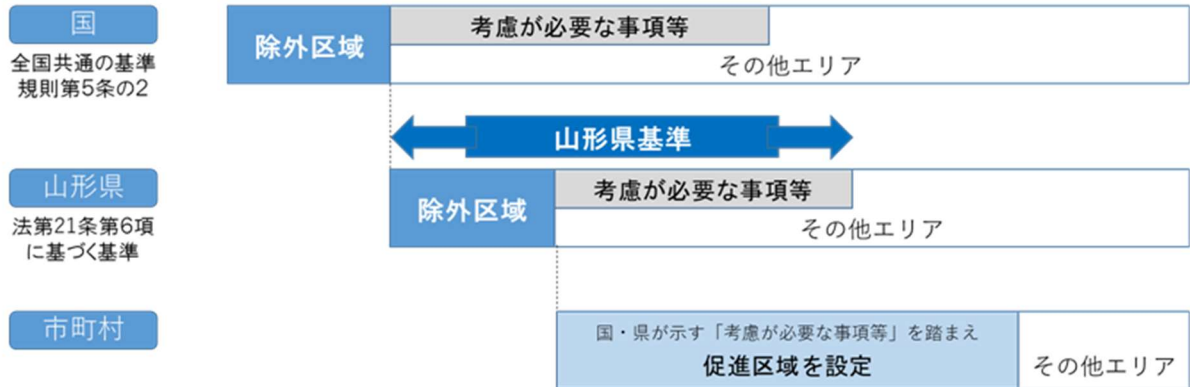 国
全国共通の基準
規則第5条の2
除外区域
考慮が必要な事項等
その他エリア
山形県基準
山形県
法第21条第6項
に基づく基準
除外区域
考慮が必要な事項等
その他エリア
市町村
国・県が示す「考慮が必要な事項等」を踏まえ
促進区域を設定
その他エリア